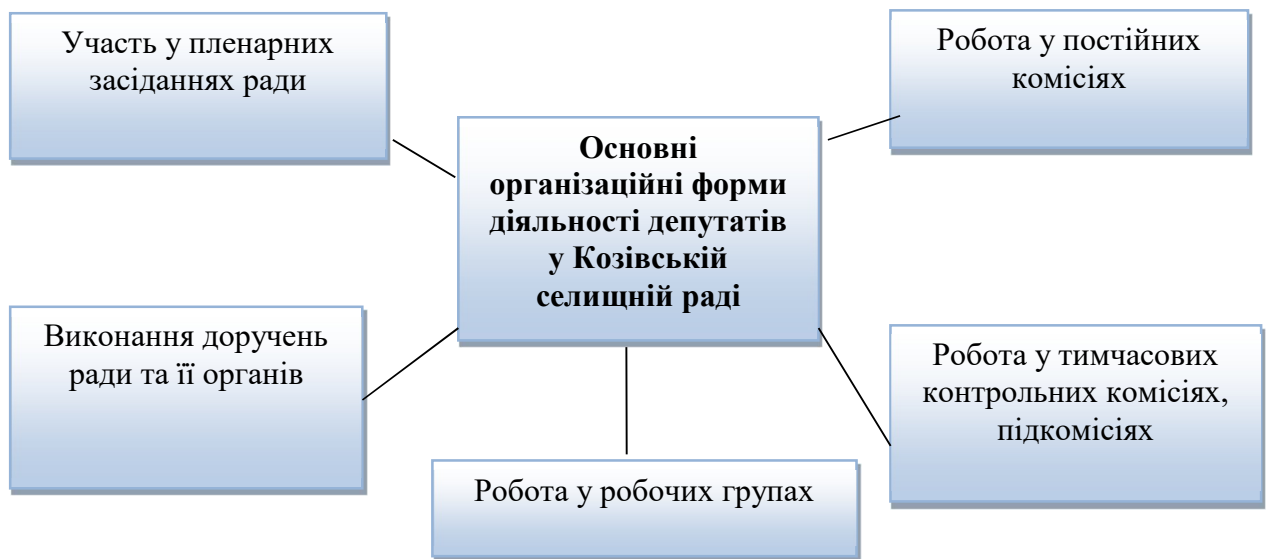 Участь у пленарних
засіданнях ради
Робота у постійних
комісіях
Основні
організаційні форми
діяльності депутатів
у Козівській
селищній раді
Виконання доручень
ради та її органів
Робота у тимчасових
контрольних комісіях,
підкомісіях
Робота у робочих групах